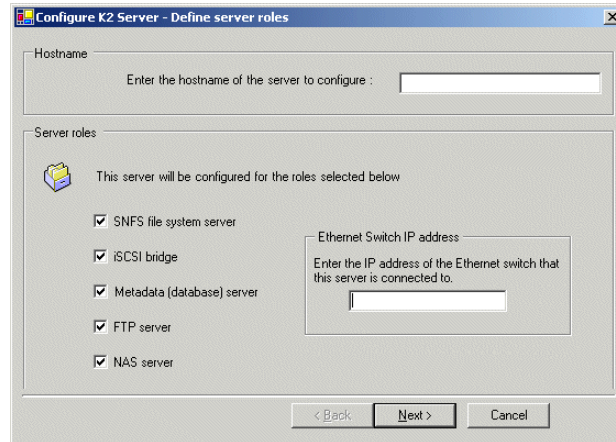 Configure K2 Server - Define server roles
Hostname
Enter the hostname of the server to configure :
Server roles
This server will be configured for the roles selected below
SNFS file system server
iSCSI bridge
Metadata (database) server
FTP server
NAS server
Ethernet Switch IP address
Enter the IP address of the Ethernet switch that
this server is connected to.
< Back
Next >
Cancel